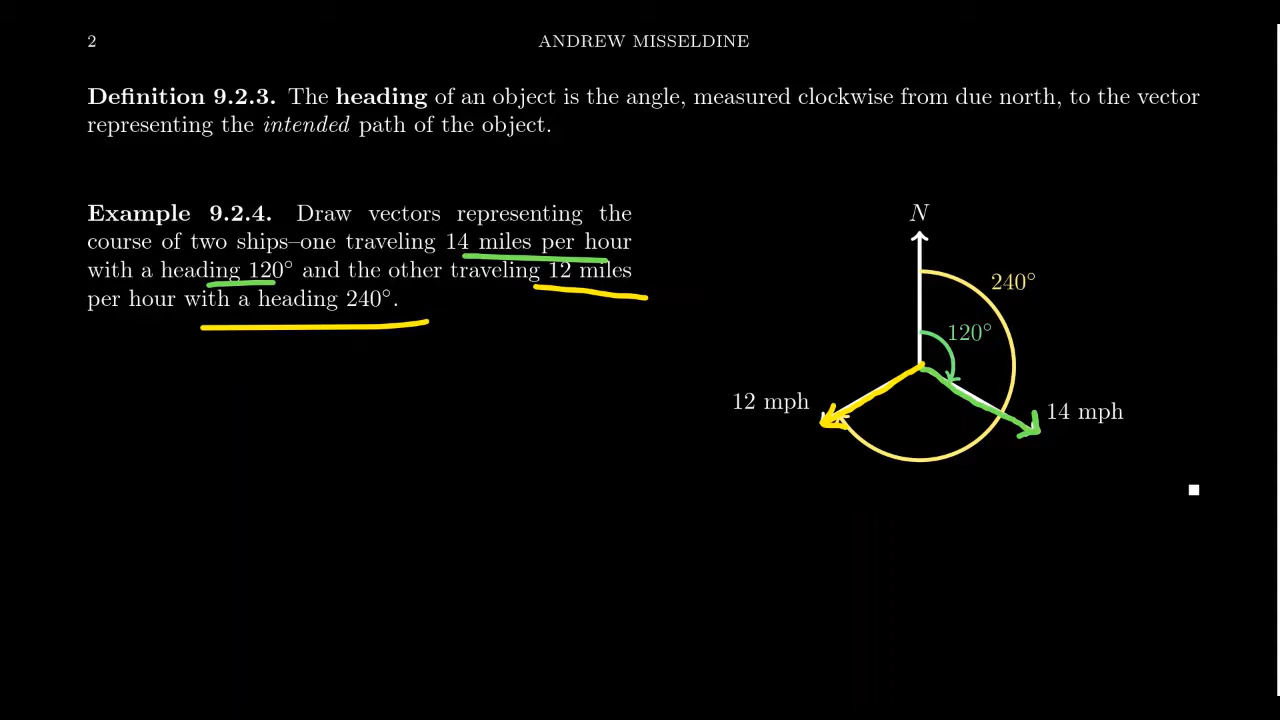 2
ANDREW MISSELDINE
Definition 9.2.3. The heading of an object is the angle, measured clockwise from due north, to the vector
representing the intended path of the object.
Example 9.2.4. Draw vectors representing the
course of two ships–one traveling 14 miles per hour
with a heading 120° and the other traveling 12 miles
per hour with a heading 240°.
N
240°
120°
12 mph
14 mph